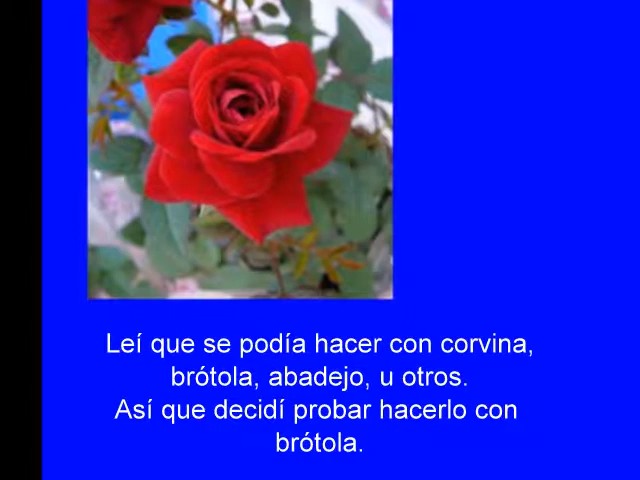 Leí que se podía hacer con corvina,
brótola, abadejo, u otros.
Así que decidí probar hacerlo con
brótola.